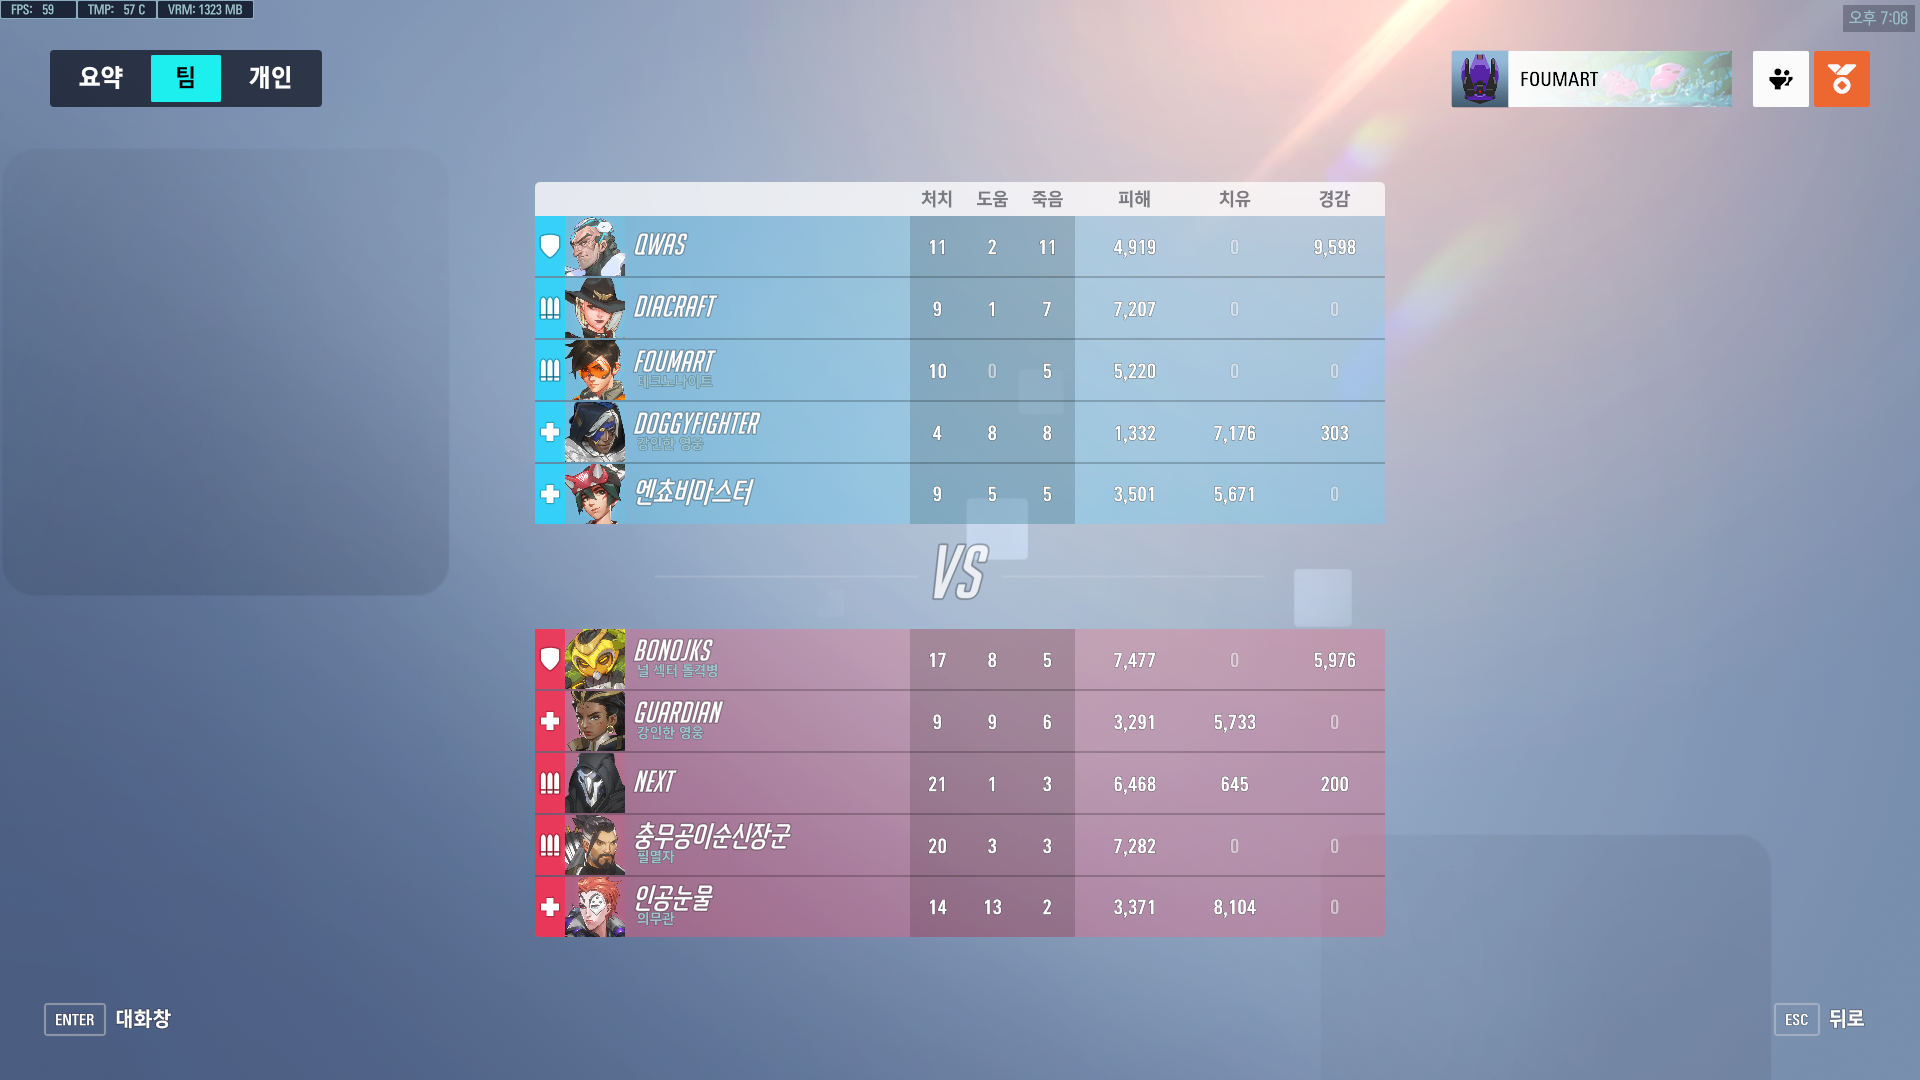 FPS: 59 TMP: 57 C VRM: 1323 MB
오후 7:08
요약 팀 개인
FOUMART
처치 도움 죽음 피해 치유 경감
QWAS 11 2 11 4,919 0 9,598
DIACRAFT 9 1 7 7,207 0 0
FOUMART 10 0 5 5,220 0 0
테크노나이트
DOGGYFIGHTER 4 8 8 1,332 7,176 303
강인한 영웅
엔쵸비마스터 9 5 5 3,501 5,671 0
VS
BONOJKS 17 8 5 7,477 0 5,976
널 섹터 돌격병
GUARDIAN 9 9 6 3,291 5,733 0
강인한 영웅
NEXT 21 1 3 6,468 645 200
충무공이순신장군 20 3 3 7,282 0 0
필멸자
인공눈물 14 13 2 3,371 8,104 0
의무관
ENTER 대화창
ESC 뒤로